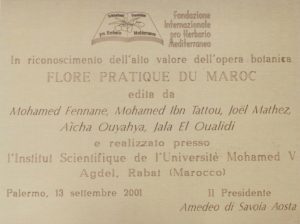 Fondazione
Internazionale
pro Herbario
Mediterraneo
In riconoscimento dell'alto valore dell'opera botanica
FLORE PRATIQUE DU MAROC
edita da
Mohamed Fennane, Mohamed Ibn Tattou, Joël Mathez,
Aïcha Ouyahya, Jala El Oualidi
e realizzato presso
l'Institut Scientifique de l'Université Mohamed V
Agdel, Rabat (Marocco)
Palermo, 13 settembre 2001
Il Presidente
Amedeo di Savoia Aosta